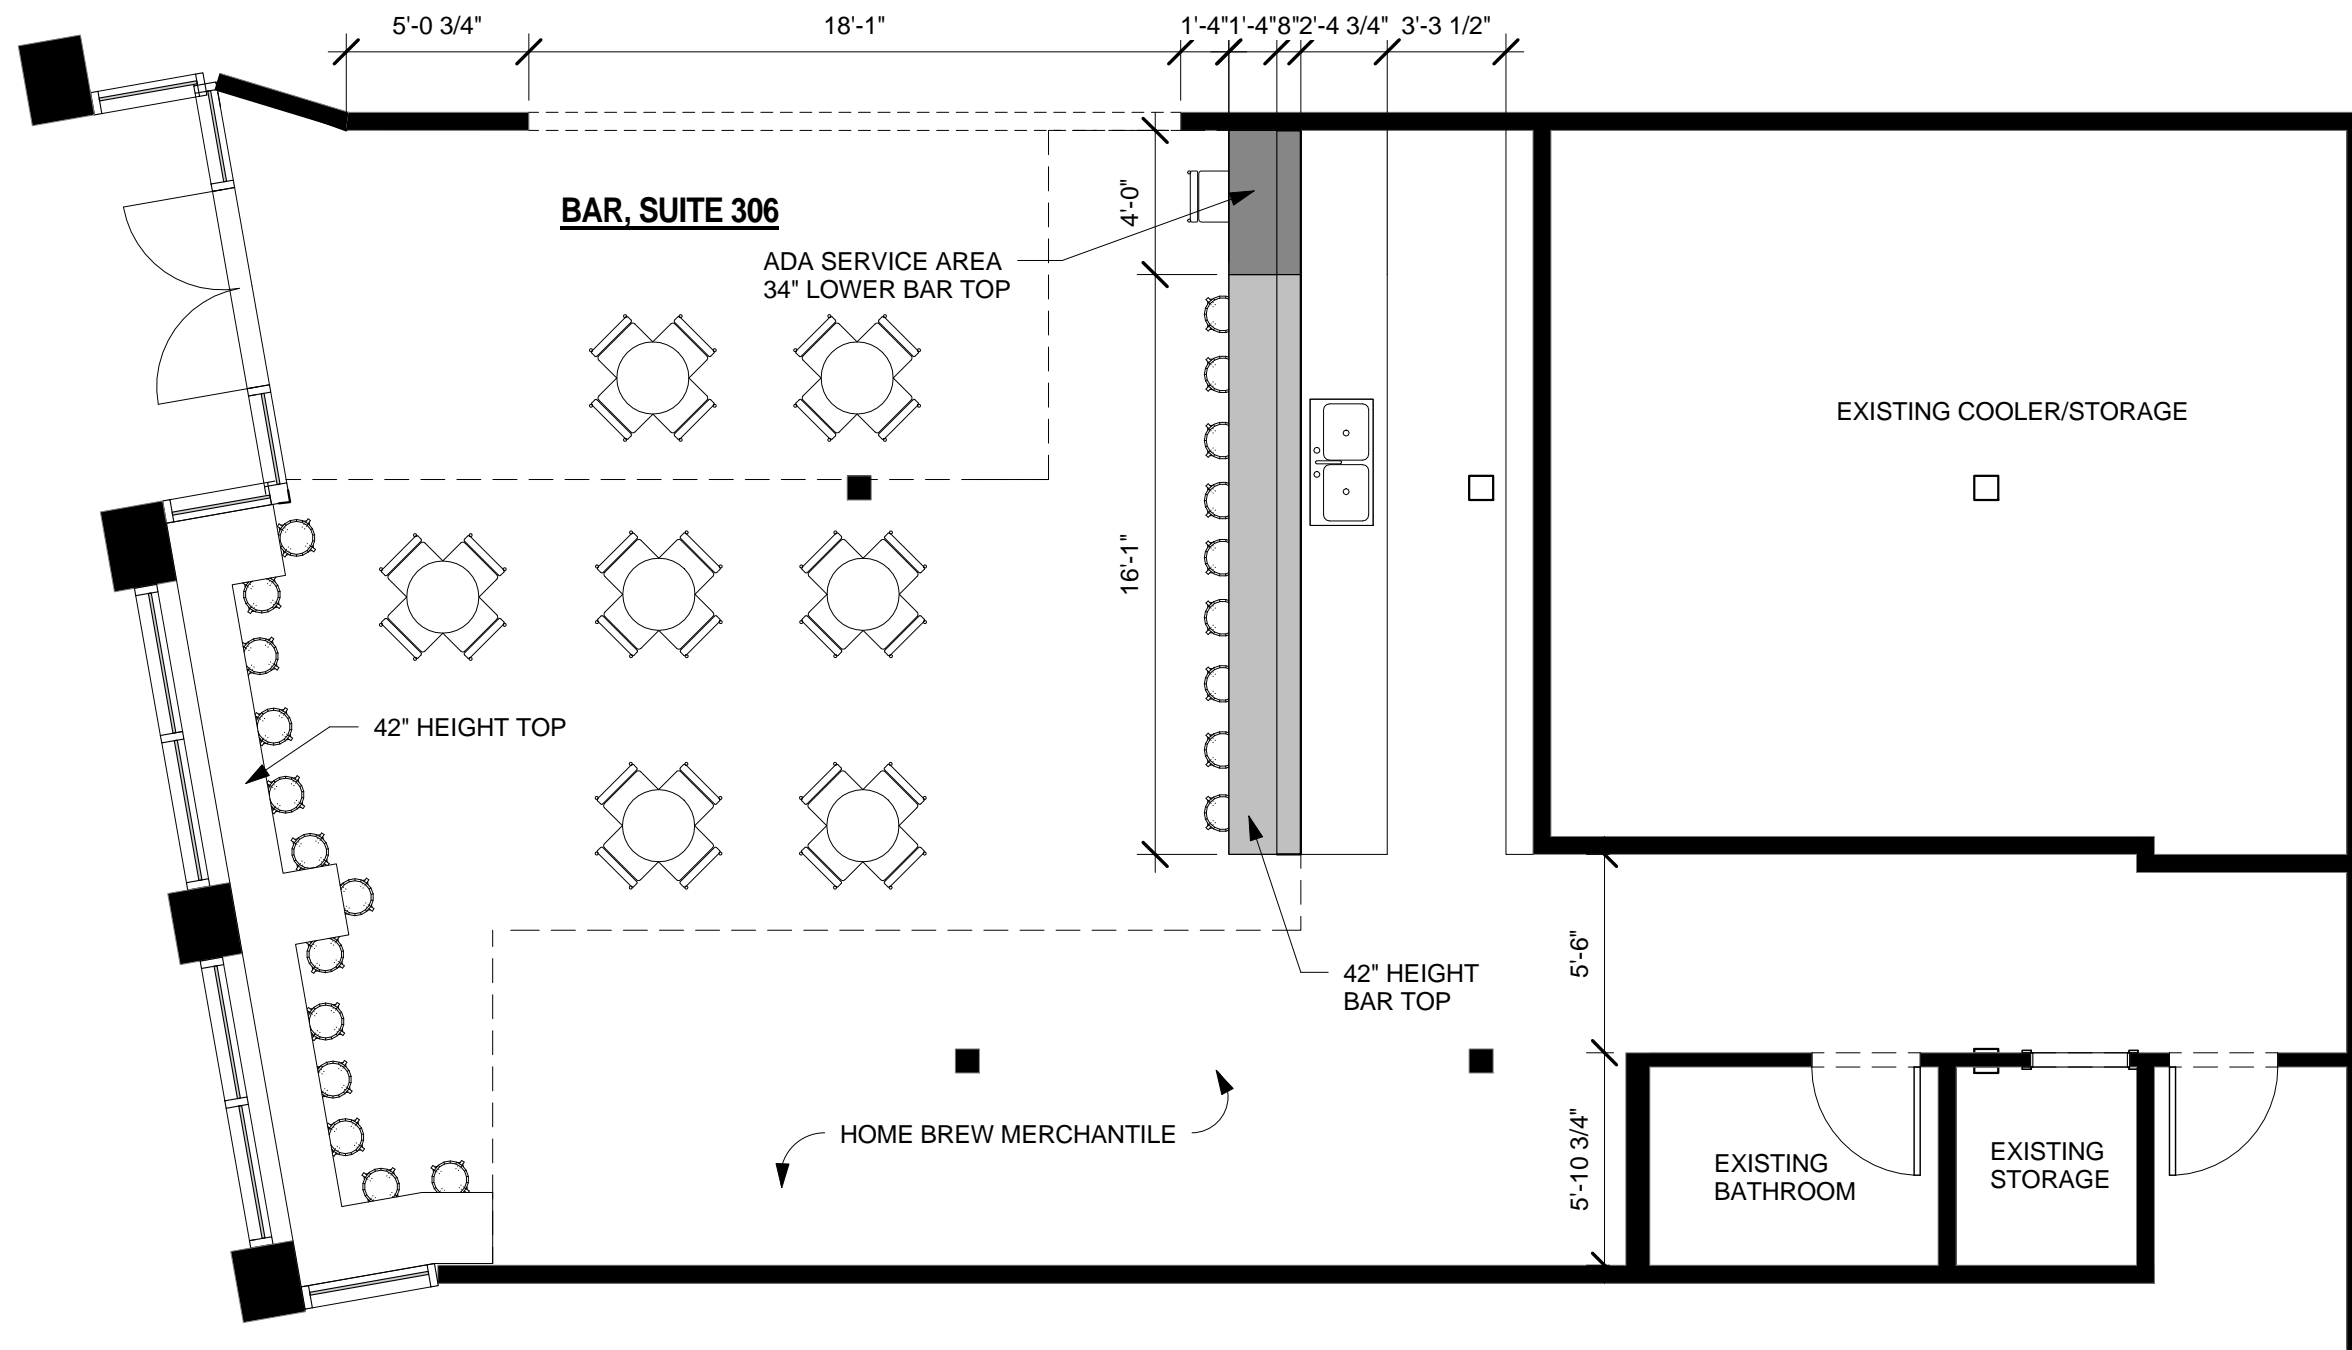 5'-0 3/4"
18'-1"
1'-4"
1'-4"
8"
2'-4 3/4"
3'-3 1/2"
BAR, SUITE 306
4'-0"
ADA SERVICE AREA
34" LOWER BAR TOP
EXISTING COOLER/STORAGE
16'-1"
42" HEIGHT TOP
42" HEIGHT
BAR TOP
5'-6"
HOME BREW MERCHANTILE
5'-10 3/4"
EXISTING
BATHROOM
EXISTING
STORAGE